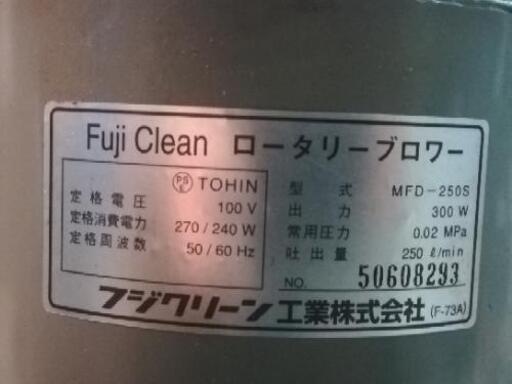 Fuji Clean ロータリーブロワー
PS E TOHIN
定格電圧 100 V
定格消費電力 270 / 240 W
定格周波数 50 / 60 Hz
型式 MFD-250S
出力 300 W
常用圧力 0.02 MPa
吐出量 250 ℓ/min
NO. 50608293
フジクリーン工業株式会社 (F-73A)